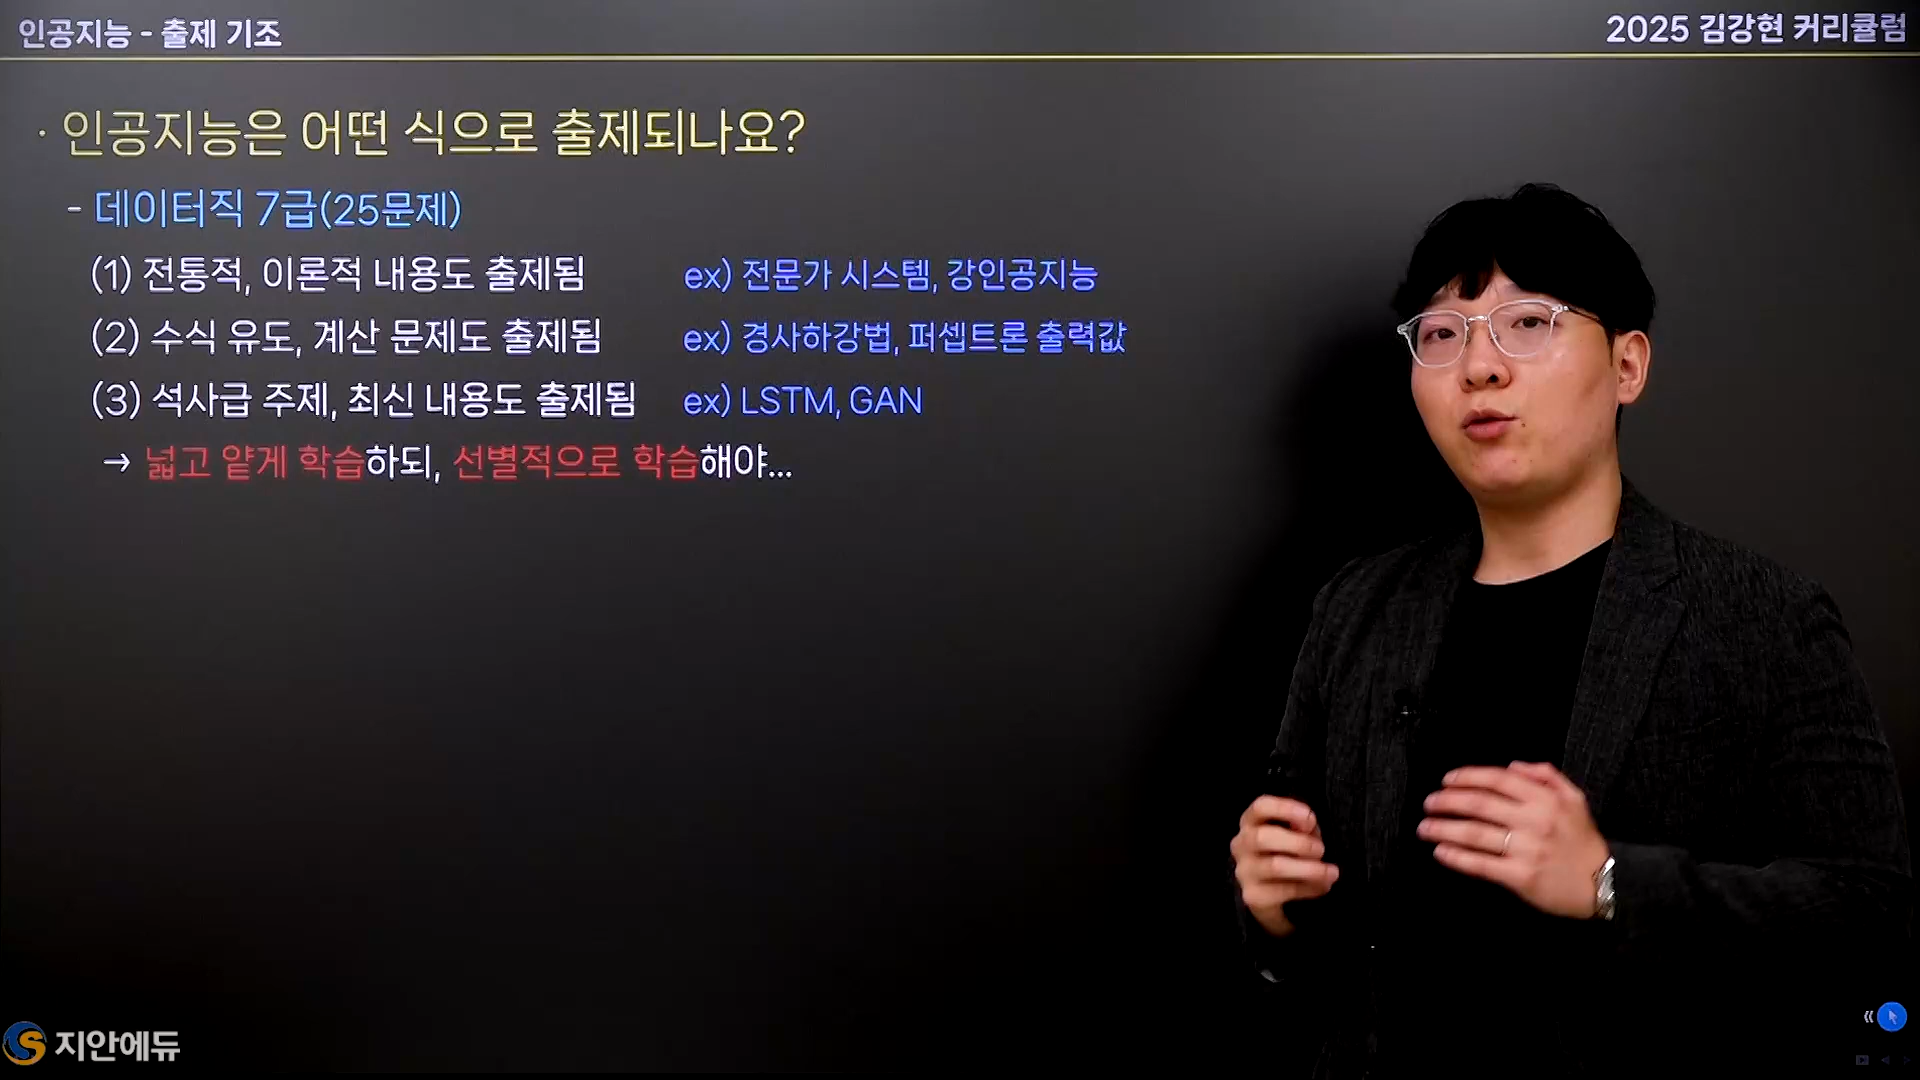 인공지능 - 출제 기조
2025 김강현 커리큘럼
· 인공지능은 어떤 식으로 출제되나요?
- 데이터직 7급(25문제)
(1) 전통적, 이론적 내용도 출제됨 ex) 전문가 시스템, 강인공지능
(2) 수식 유도, 계산 문제도 출제됨 ex) 경사하강법, 퍼셉트론 출력값
(3) 석사급 주제, 최신 내용도 출제됨 ex) LSTM, GAN
→ 넓고 얕게 학습하되, 선별적으로 학습해야...
지안에듀